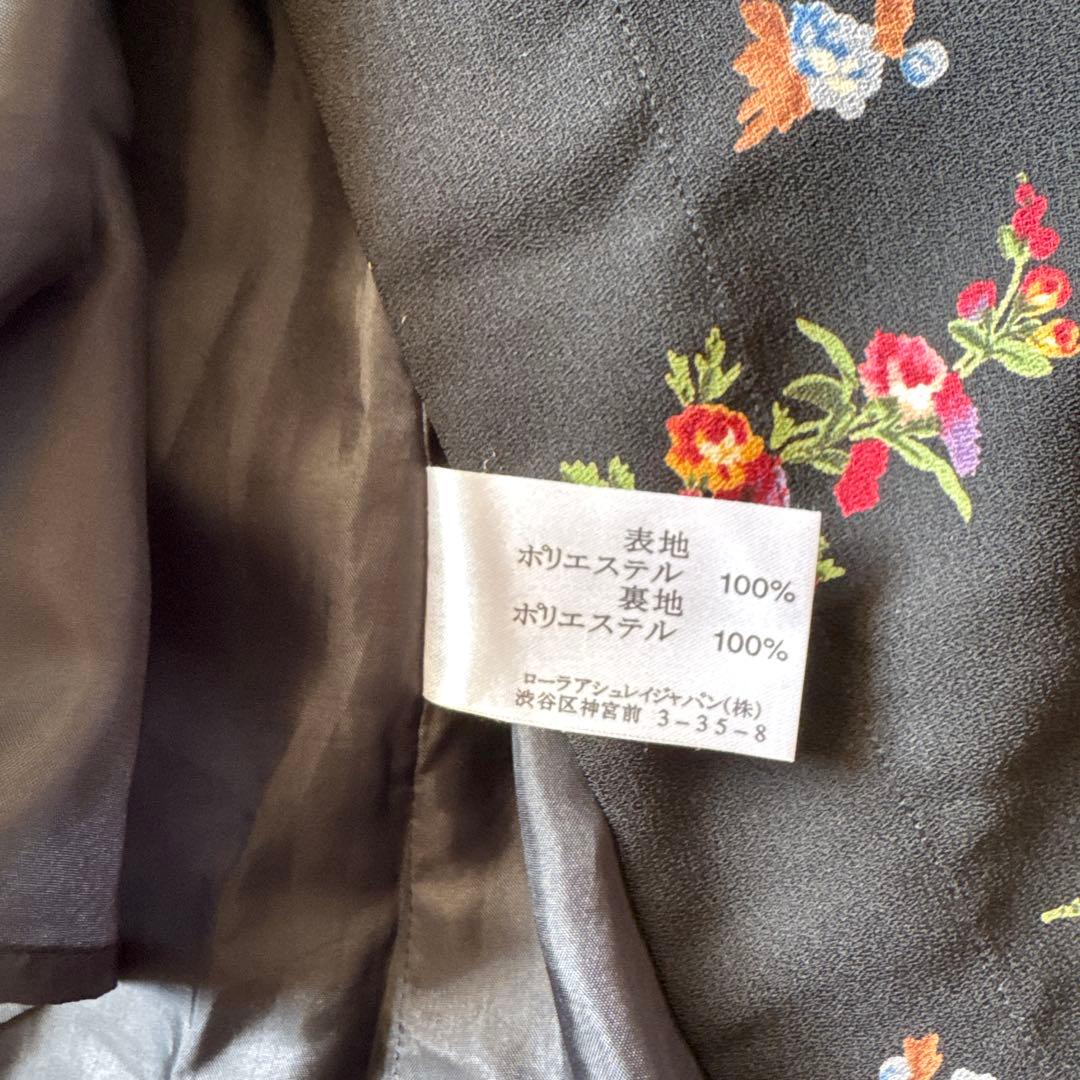 表地
ポリエステル 100%
裏地
ポリエステル 100%
ローラアシュレイジャパン(株)
渋谷区神宮前 3-35-8